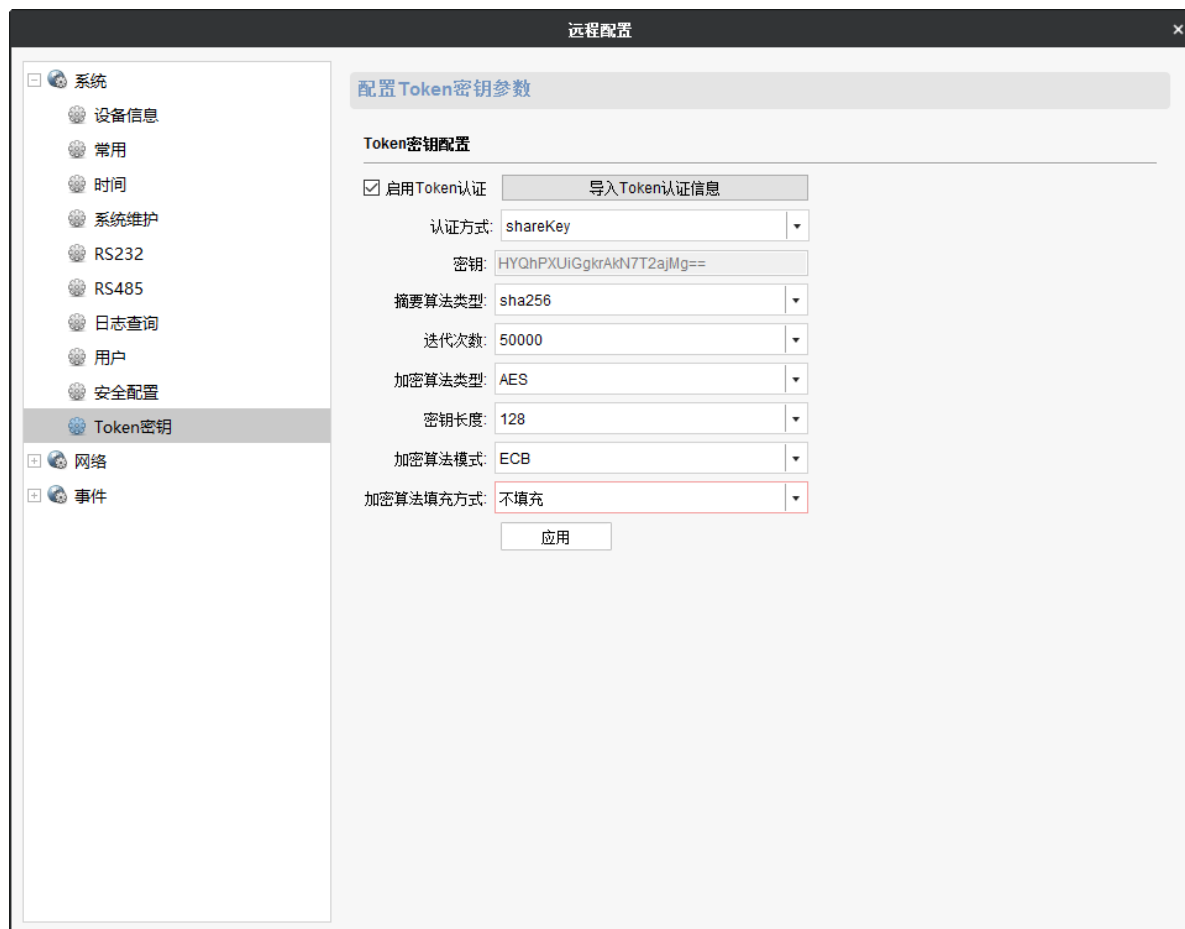 远程配置
系统
设备信息
常用
时间
系统维护
RS232
RS485
日志查询
用户
安全配置
Token密钥
网络
事件
配置Token密钥参数
Token密钥配置
启用Token认证 导入Token认证信息
认证方式: shareKey
密钥: HYQhPXUiGgkrAkN7T2ajMg==
摘要算法类型: sha256
迭代次数: 50000
加密算法类型: AES
密钥长度: 128
加密算法模式: ECB
加密算法填充方式: 不填充
应用